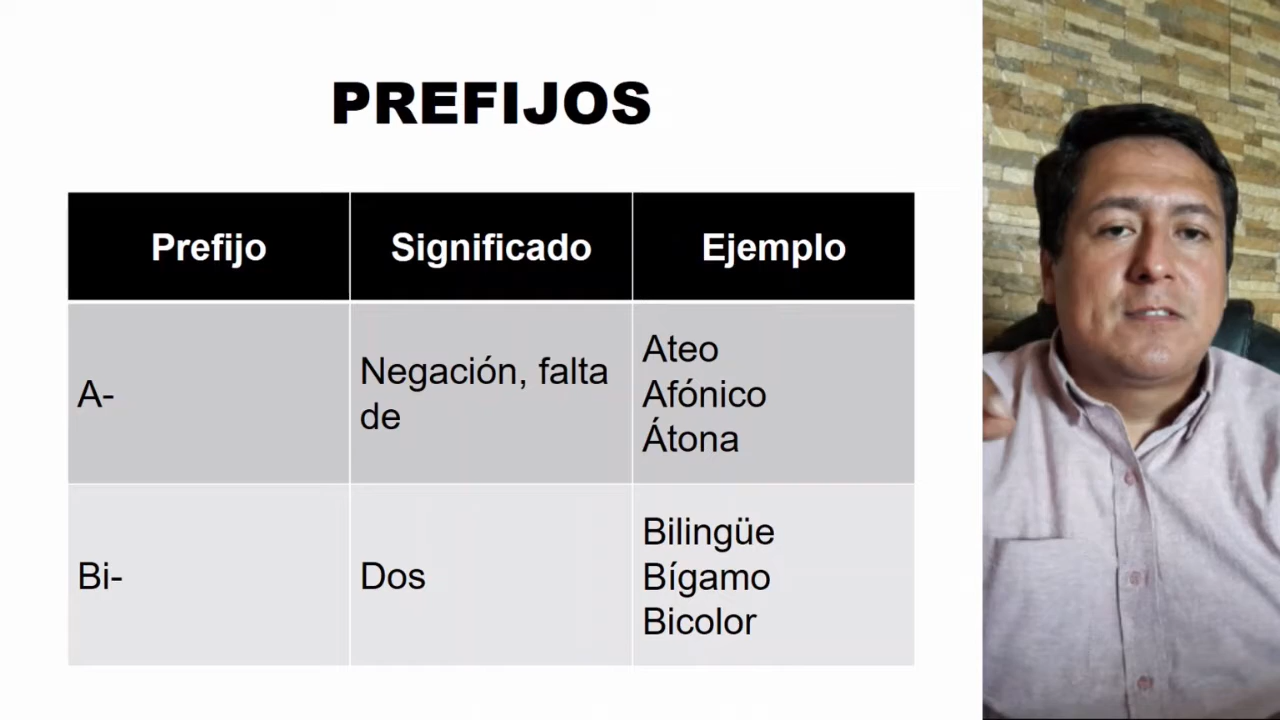 PREFIJOS
Prefijo
Significado
Ejemplo
A-
Negación, falta
de
Ateo
Afónico
Átona
Bi-
Dos
Bilingüe
Bígamo
Bicolor